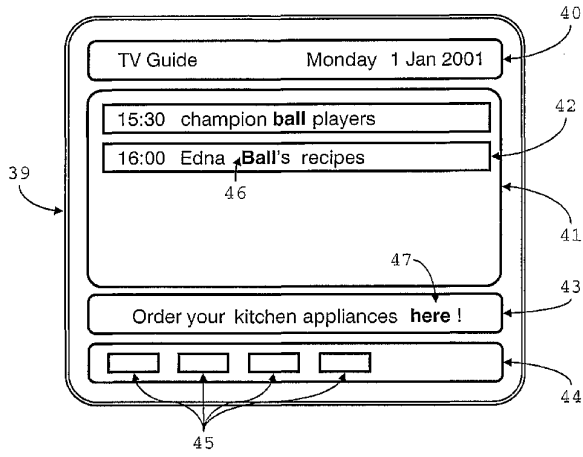 40
TV Guide Monday 1 Jan 2001
15:30 champion ball players
42
16:00 Edna Ball's recipes
39
46
41
47
43
Order your kitchen appliances here !
44
45